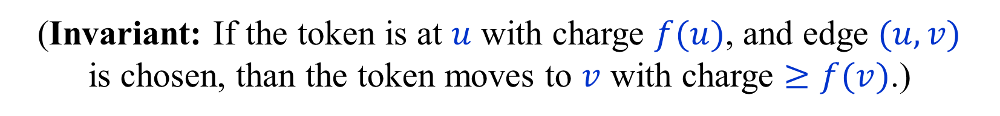 (Invariant: If the token is at u with charge f(u), and edge (u, v)
is chosen, than the token moves to v with charge ≥ f(v).)